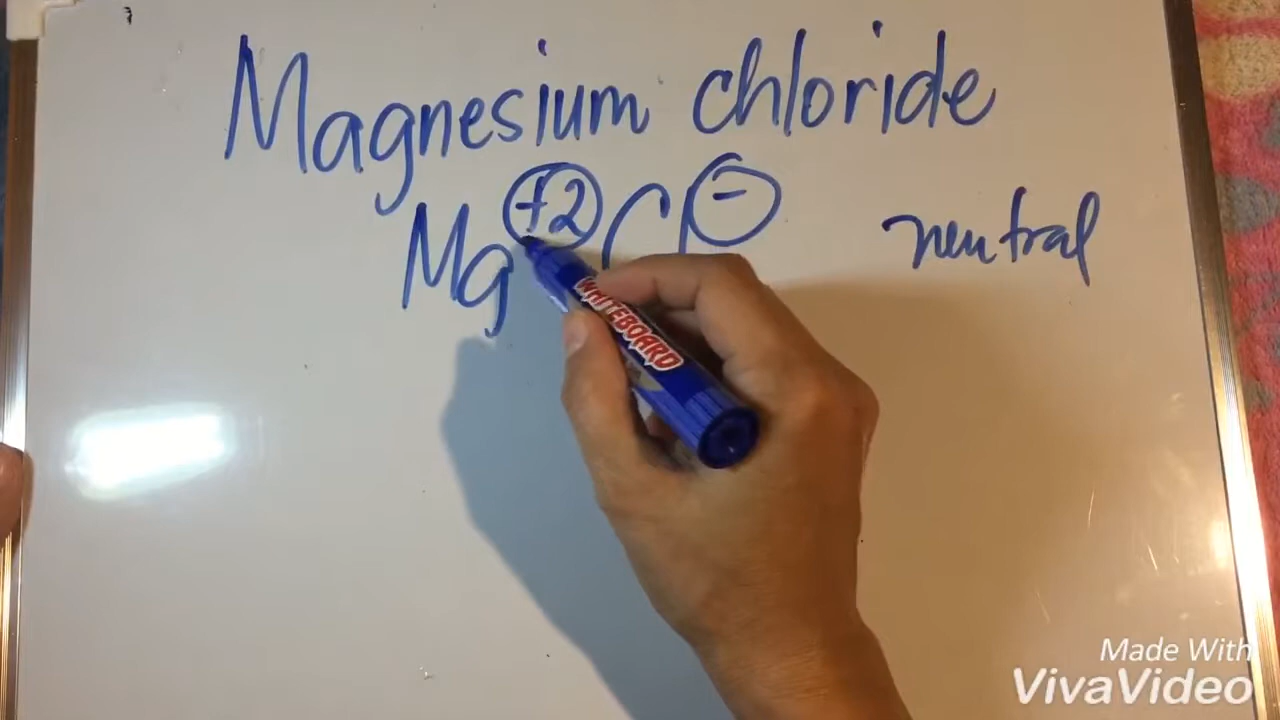 Magnesium chloride
Mg +2 Cl - neutral
WHITEBOARD
Made With
VivaVideo